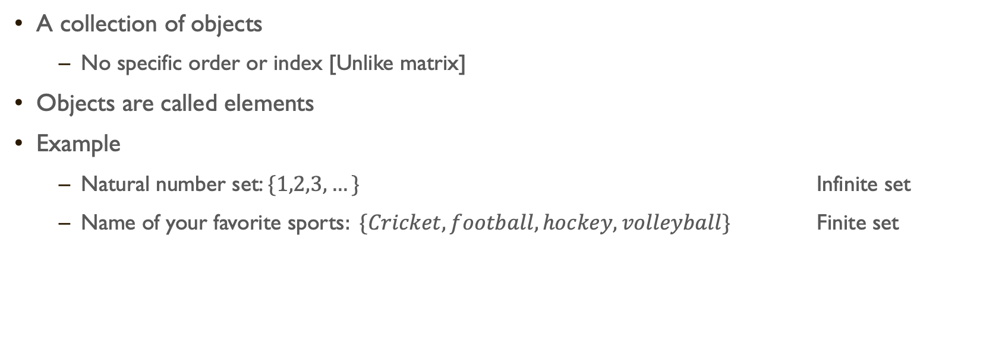 • A collection of objects
– No specific order or index [Unlike matrix]
• Objects are called elements
• Example
– Natural number set: {1,2,3, … } Infinite set
– Name of your favorite sports: {Cricket, football, hockey, volleyball} Finite set